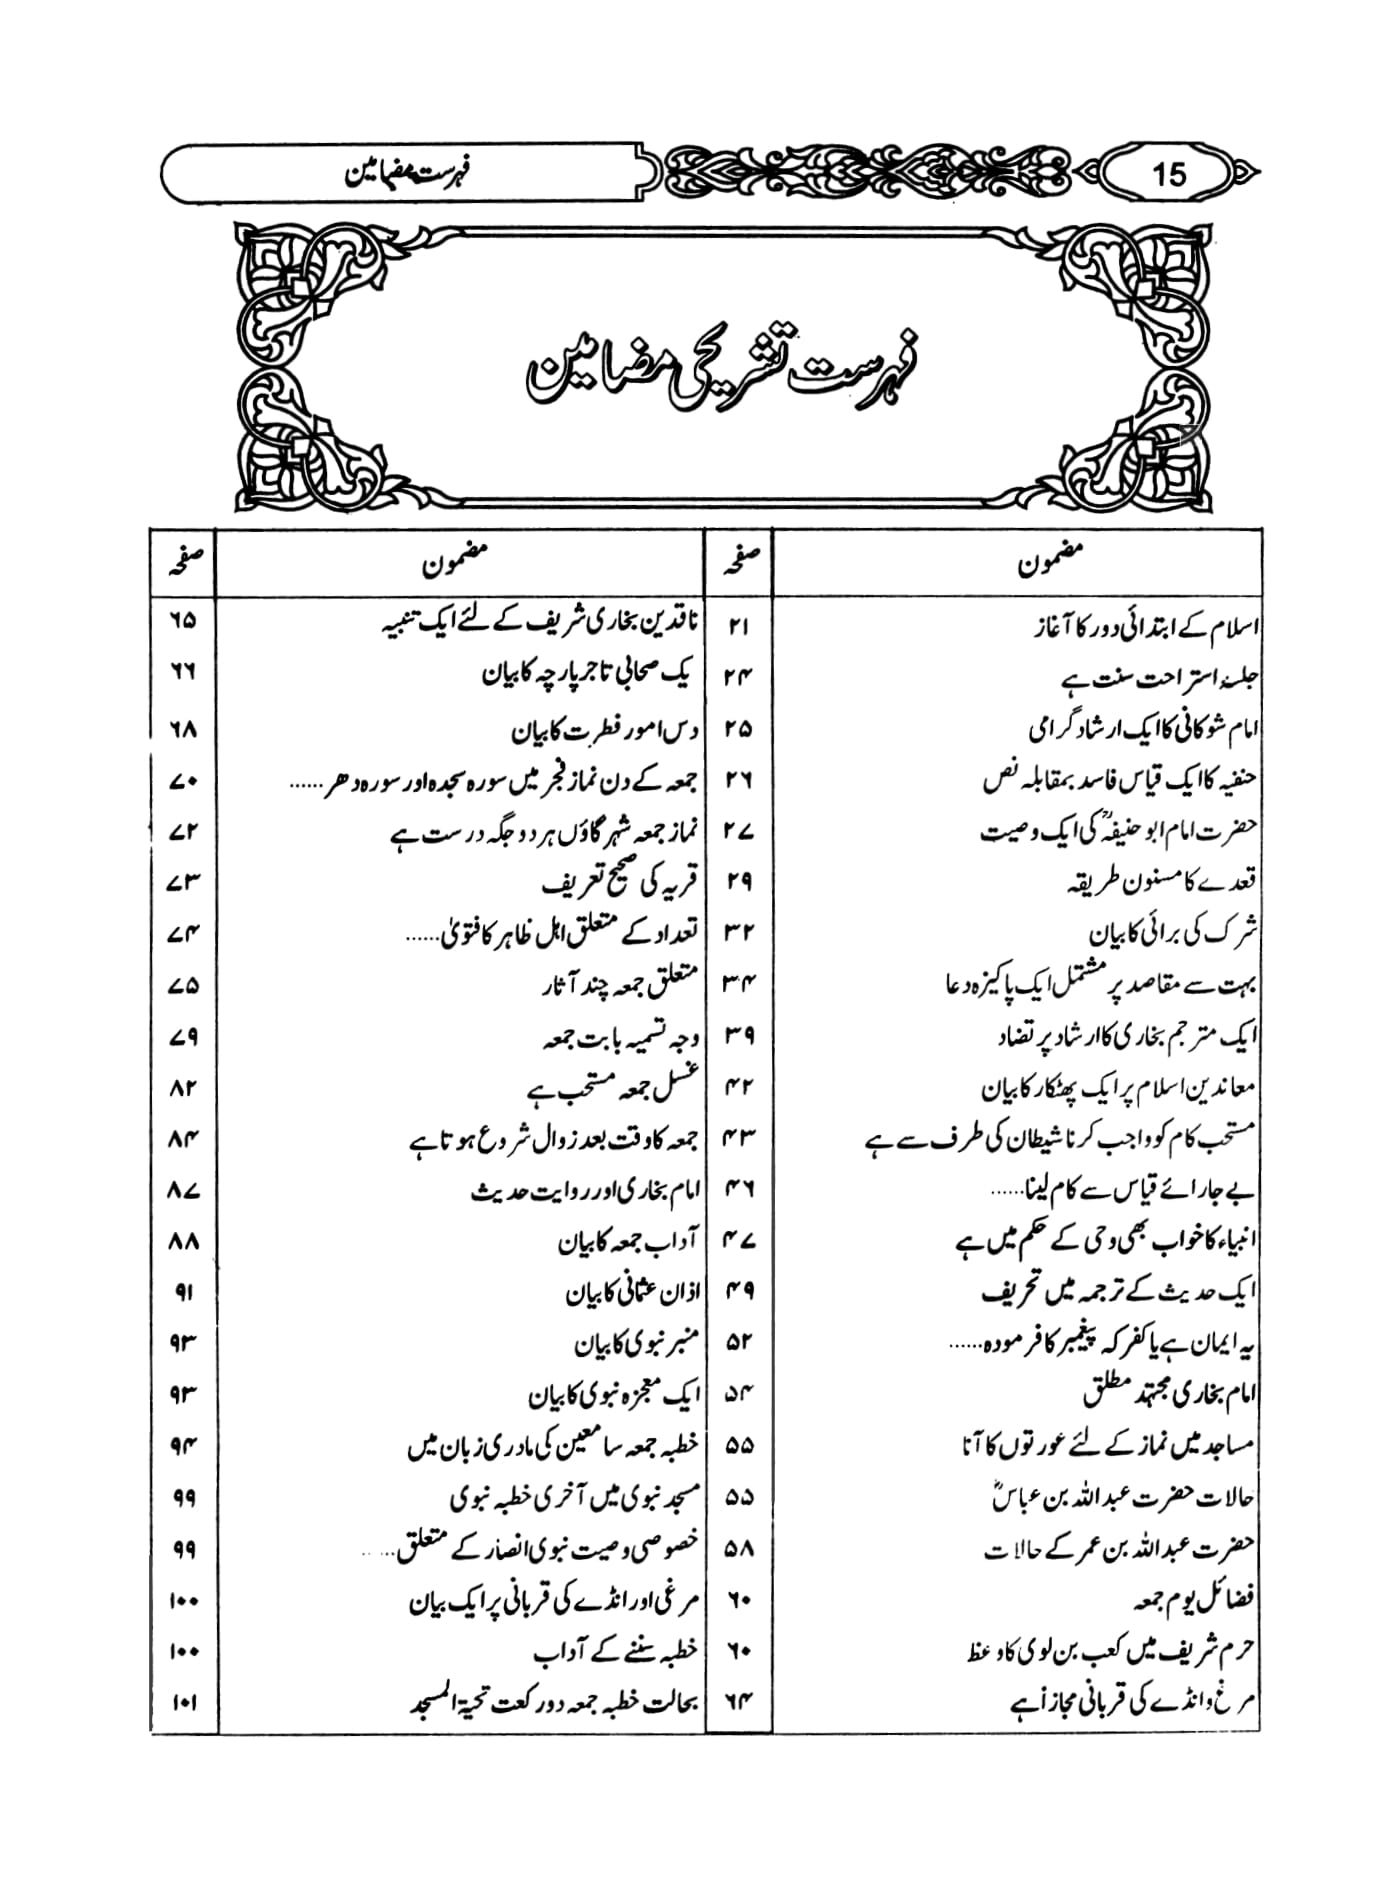 فہرست مضامین
15
فہرست تشریحی مضامین
مضمون صفحہ مضمون صفحہ
اسلام کے ابتدائی دور کا آغاز ۲۱ ناقدین بخاری شریف کے لئے ایک تنبیہ ۶۵
جلسۂ استراحت سنت ہے ۲۴ یک صحابی تاجر پارچہ کا بیان ۶۶
امام شوکانی کا ایک ارشاد گرامی ۲۵ دس امور فطرت کا بیان ۶۸
حنفیہ کا ایک قیاس فاسد بمقابلہ نص ۲۶ جمعہ کے دن نماز فجر میں سورہ سجدہ اور سورہ دھر...... ۷۰
حضرت امام ابو حنیفہؒ کی ایک وصیت ۲۷ نماز جمعہ شہر گاؤں ہر دو جگہ درست ہے ۷۲
قعدے کا مسنون طریقہ ۲۹ قریہ کی صحیح تعریف ۷۳
شرک کی برائی کا بیان ۳۲ تعداد کے متعلق اہل ظاہر کا فتویٰ...... ۷۴
بہت سے مقاصد پر مشتمل ایک پاکیزہ دعا ۳۴ متعلق جمعہ چند آثار ۷۵
ایک مترجم بخاری کا ارشاد پر تضاد ۳۹ وجہ تسمیہ بابت جمعہ ۷۹
معاندین اسلام پر ایک پھٹکار کا بیان ۴۲ غسل جمعہ مستحب ہے ۸۲
مستحب کام کو واجب کرنا شیطان کی طرف سے ہے ۴۳ جمعہ کا وقت بعد زوال شروع ہوتا ہے ۸۴
بے جا رائے قیاس سے کام لینا...... ۴۶ امام بخاری اور روایت حدیث ۸۷
انبیاء کا خواب بھی وحی کے حکم میں ہے ۴۷ آداب جمعہ کا بیان ۸۸
ایک حدیث کے ترجمہ میں تحریف ۴۹ اذان عثمانی کا بیان ۹۱
یہ ایمان ہے یا کفر کہ پیغمبر کا فرمودہ...... ۵۲ منبر نبوی کا بیان ۹۳
امام بخاری مجتہد مطلق ۵۴ ایک معجزہ نبوی کا بیان ۹۳
مساجد میں نماز کے لئے عورتوں کا آنا ۵۵ خطبہ جمعہ سامعین کی مادری زبان میں ۹۴
حالات حضرت عبداللہ بن عباسؓ ۵۵ مسجد نبوی میں آخری خطبہ نبوی ۹۹
حضرت عبداللہ بن عمر کے حالات ۵۸ خصوصی وصیت نبوی انصار کے متعلق...... ۹۹
فضائل یوم جمعہ ۶۰ مرغی اور انڈے کی قربانی پر ایک بیان ۱۰۰
حرم شریف میں کعب بن لوی کا وعظ ۶۰ خطبہ سننے کے آداب ۱۰۰
مرغ و انڈے کی قربانی مجازاً ہے ۶۴ بحالت خطبہ جمعہ دو رکعت تحیۃ المسجد ۱۰۱